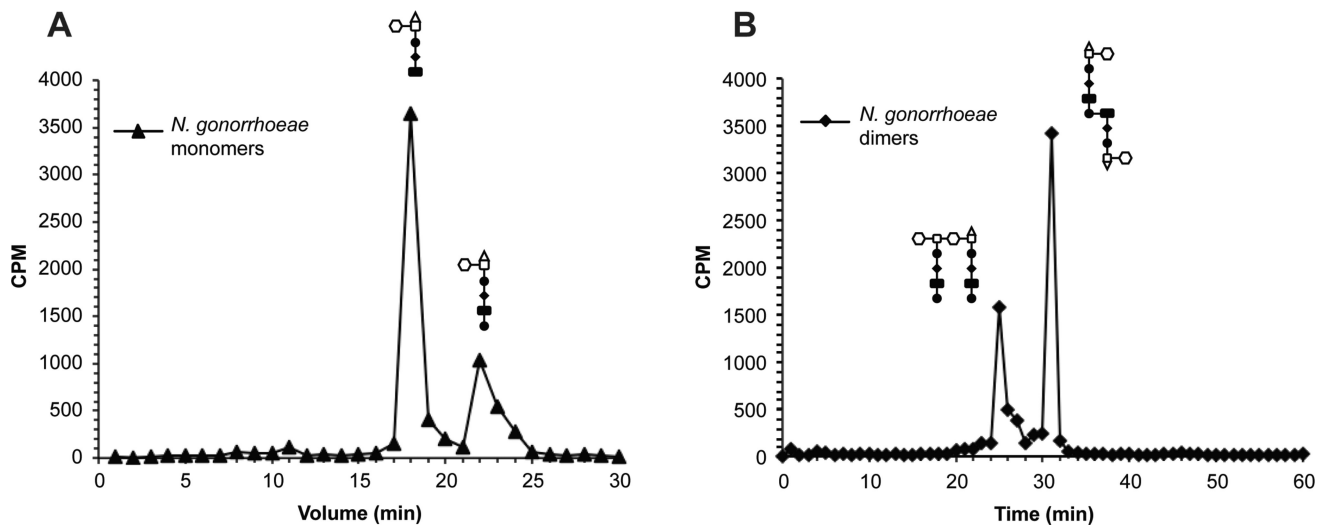 A
4000
3500
3000
2500
2000
1500
1000
500
0
CPM
N. gonorrhoeae
monomers
0 5 10 15 20 25 30
Volume (min)
B
4000
3500
3000
2500
2000
1500
1000
500
0
CPM
N. gonorrhoeae
dimers
0 10 20 30 40 50 60
Time (min)